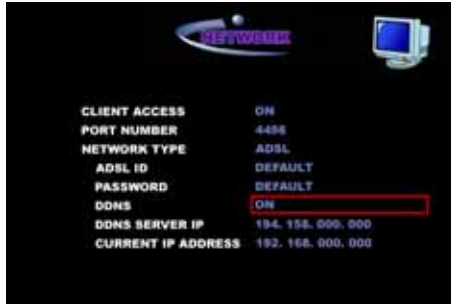 NETWORK
CLIENT ACCESS ON
PORT NUMBER 4456
NETWORK TYPE ADSL
ADSL ID DEFAULT
PASSWORD DEFAULT
DDNS ON
DDNS SERVER IP 194. 158. 000. 000
CURRENT IP ADDRESS 192. 168. 000. 000